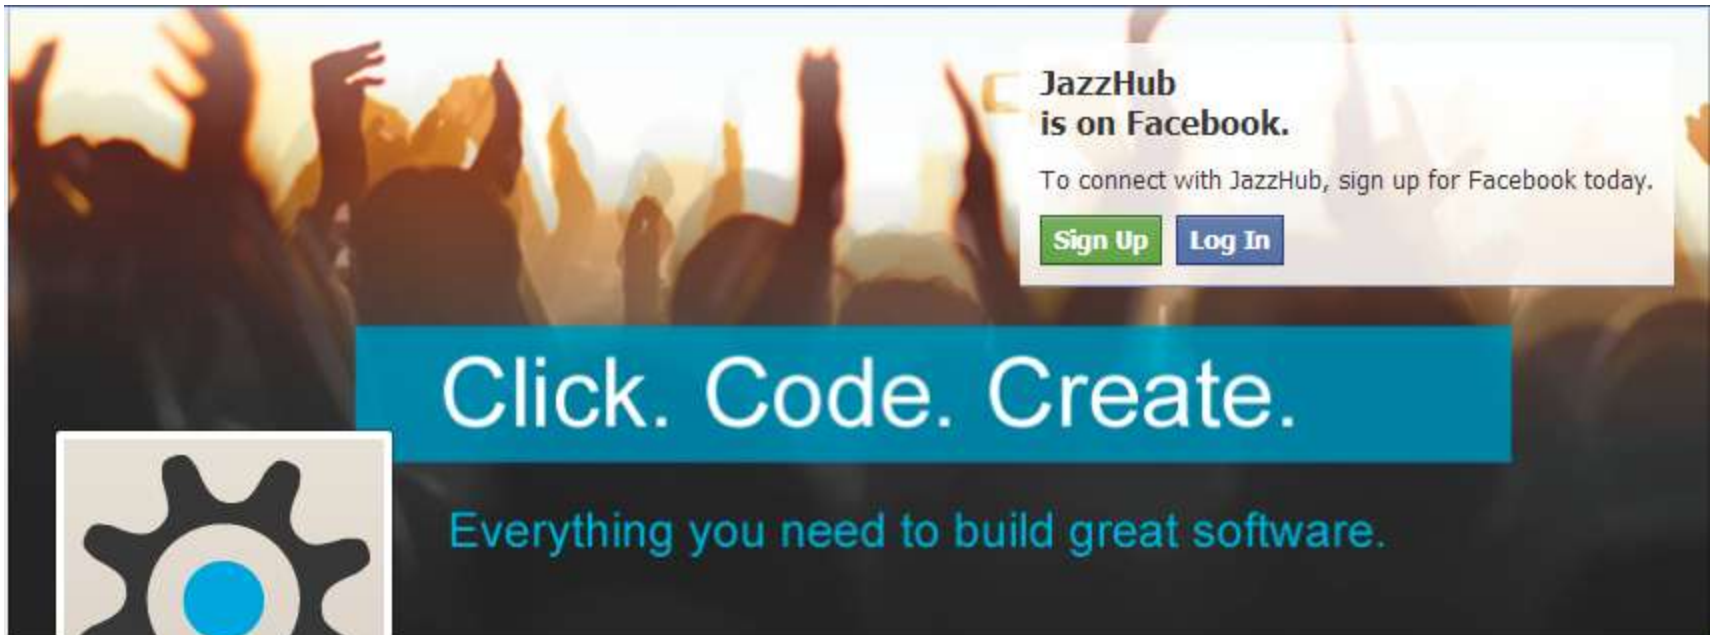 JazzHub
is on Facebook.
To connect with JazzHub, sign up for Facebook today.
Sign Up Log In
Click. Code. Create.
Everything you need to build great software.